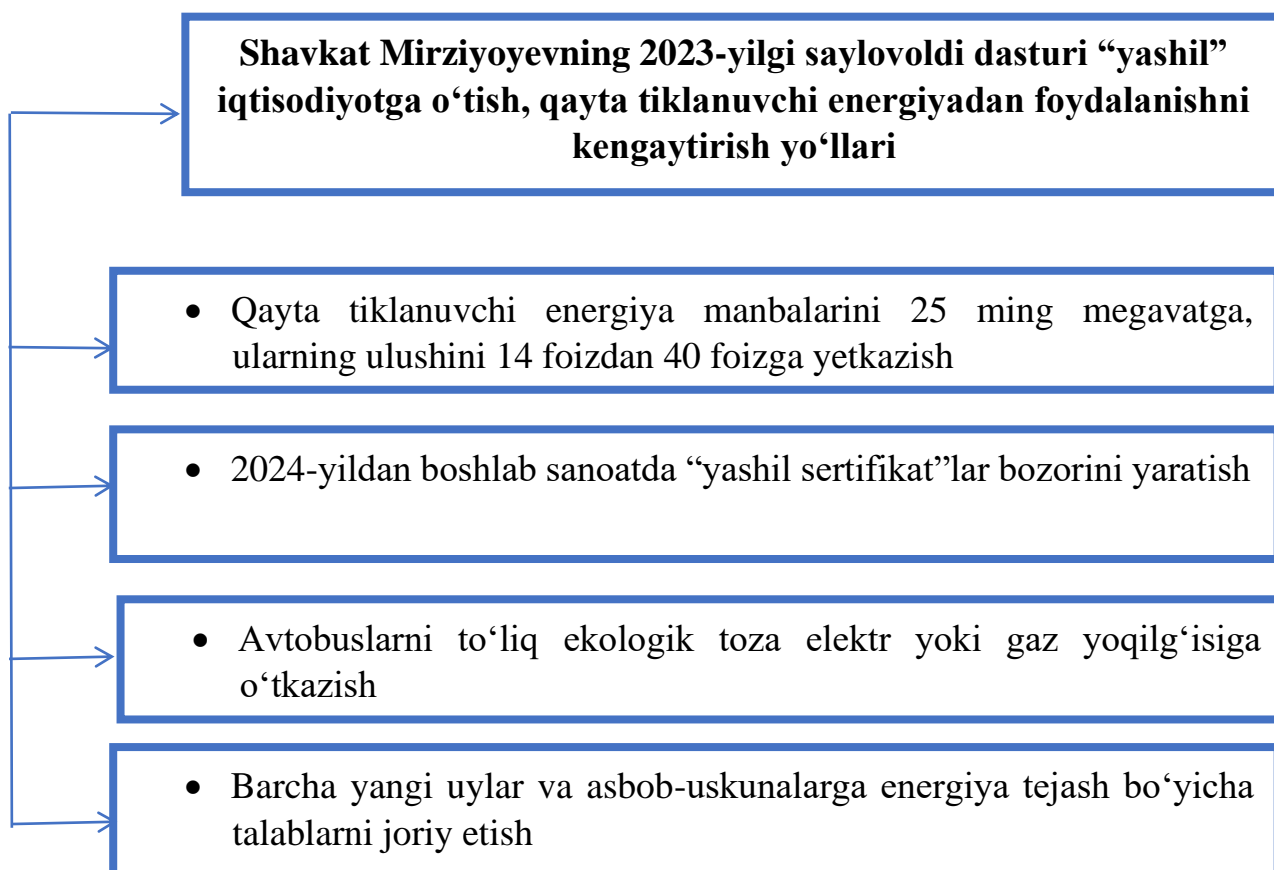 Shavkat Mirziyoyevning 2023-yilgi saylovoldi dasturi “yashil”
iqtisodiyotga o‘tish, qayta tiklanuvchi energiyadan foydalanishni
kengaytirish yo‘llari
• Qayta tiklanuvchi energiya manbalarini 25 ming megavatga,
ularning ulushini 14 foizdan 40 foizga yetkazish
• 2024-yildan boshlab sanoatda “yashil sertifikat”lar bozorini yaratish
• Avtobuslarni to‘liq ekologik toza elektr yoki gaz yoqilg‘isiga
o‘tkazish
• Barcha yangi uylar va asbob-uskunalarga energiya tejash bo‘yicha
talablarni joriy etish